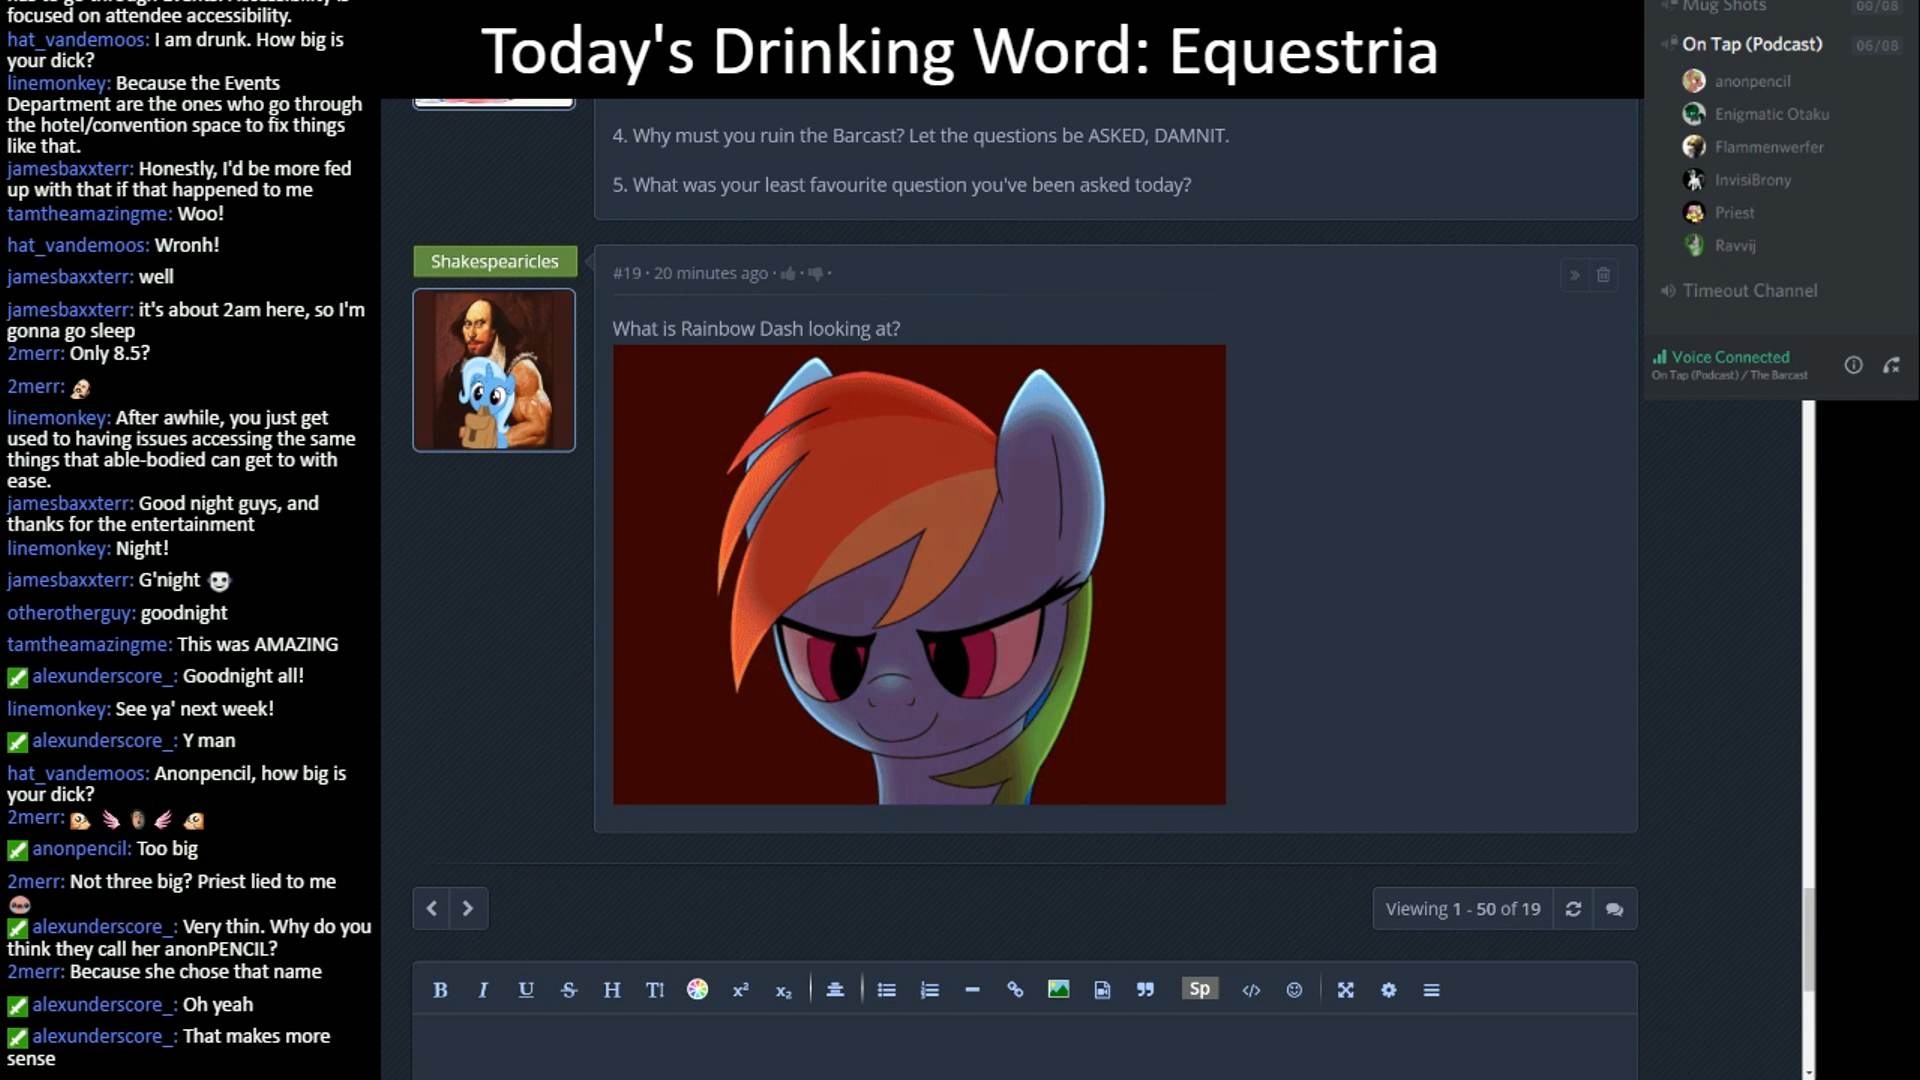 has to go through Events. Accessibility is
focused on attendee accessibility.
hat_vandemoos: I am drunk. How big is
your dick?
linemonkey: Because the Events
Department are the ones who go through
the hotel/convention space to fix things
like that.
jamesbaxxterr: Honestly, I'd be more fed
up with that if that happened to me
tamtheamazingme: Woo!
hat_vandemoos: Wronh!
jamesbaxxterr: well
jamesbaxxterr: it's about 2am here, so I'm
gonna go sleep
2merr: Only 8.5?
2merr:
linemonkey: After awhile, you just get
used to having issues accessing the same
things that able-bodied can get to with
ease.
jamesbaxxterr: Good night guys, and
thanks for the entertainment
linemonkey: Night!
jamesbaxxterr: G'night
otherotherguy: goodnight
tamtheamazingme: This was AMAZING
alexunderscore_: Goodnight all!
linemonkey: See ya' next week!
alexunderscore_: Y man
hat_vandemoos: Anonpencil, how big is
your dick?
2merr:
anonpencil: Too big
2merr: Not three big? Priest lied to me
alexunderscore_: Very thin. Why do you
think they call her anonPENCIL?
2merr: Because she chose that name
alexunderscore_: Oh yeah
alexunderscore_: That makes more
sense
Today's Drinking Word: Equestria
4. Why must you ruin the Barcast? Let the questions be ASKED, DAMNIT.
5. What was your least favourite question you've been asked today?
Shakespearicles
#19 · 20 minutes ago · · ·
What is Rainbow Dash looking at?
Viewing 1 - 50 of 19
B I U S H T x² x₂ Sp </>
Mug Shots 00/08
On Tap (Podcast) 06/08
anonpencil
Enigmatic Otaku
Flammenwerfer
InvisiBrony
Priest
Ravvij
Timeout Channel
Voice Connected
On Tap (Podcast) / The Barcast